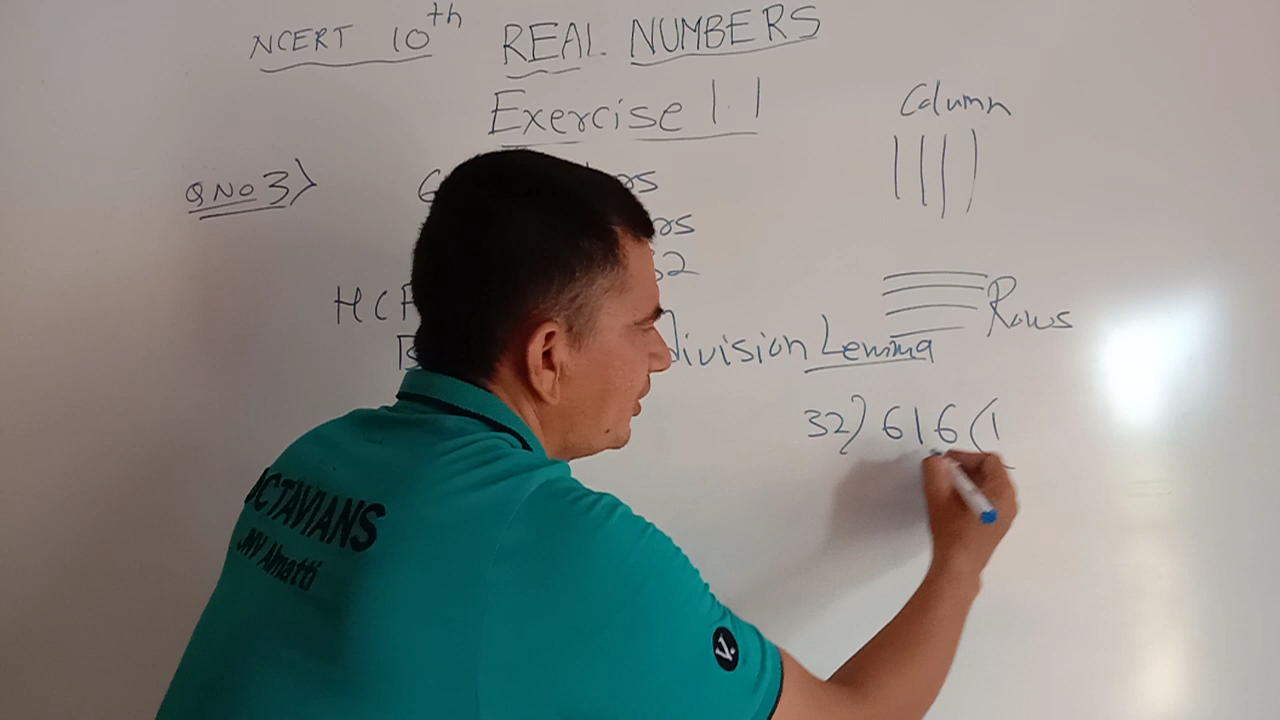 NCERT 10th REAL NUMBERS
Exercise 1.1
Column
Q NO 3>
Rows
Division Lemma
32) 616 (1
OCTAVIANS
JNV Almatti
V.